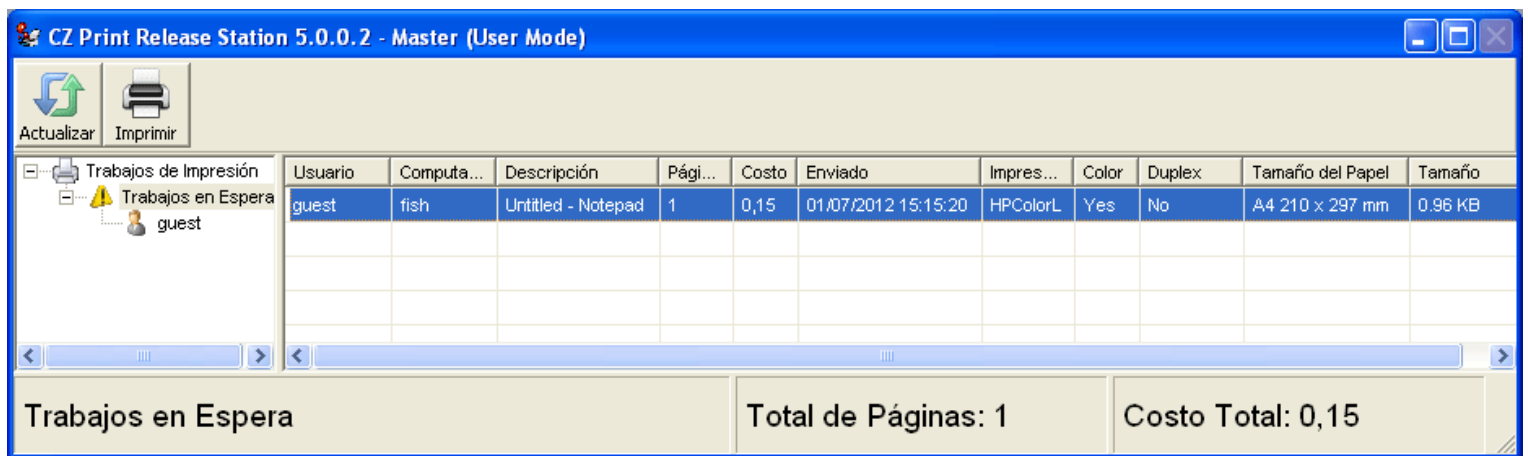 CZ Print Release Station 5.0.0.2 - Master (User Mode)
Actualizar Imprimir
Trabajos de Impresión
Trabajos en Espera
guest
Usuario Computa... Descripción Pági... Costo Enviado Impres... Color Duplex Tamaño del Papel Tamaño
guest fish Untitled - Notepad 1 0,15 01/07/2012 15:15:20 HPColorL Yes No A4 210 x 297 mm 0.96 KB
Trabajos en Espera Total de Páginas: 1 Costo Total: 0,15